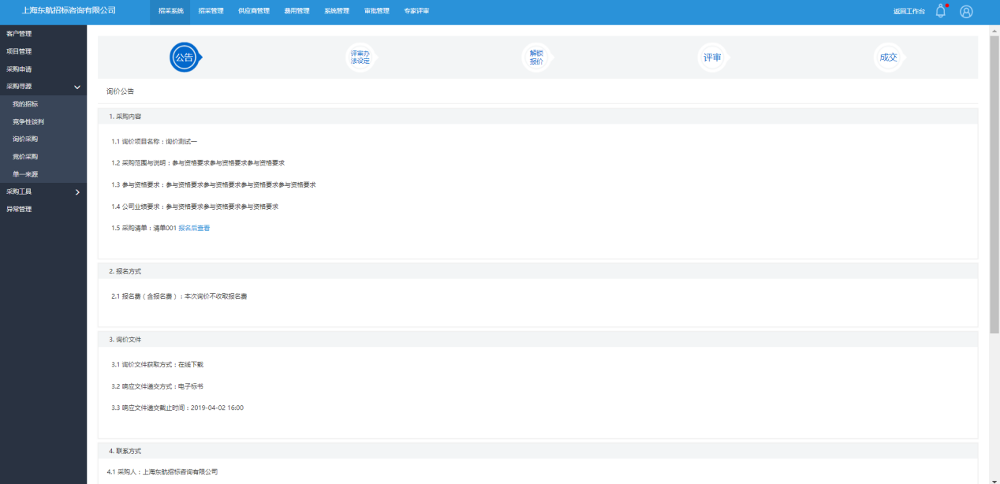 上海东航招标咨询有限公司 招采系统 招采管理 供应商管理 费用管理 系统管理 审批管理 专家评审 返回工作台
客户管理
项目管理
采购申请
采购寻源
我的招标
竞争性谈判
询价采购
竞价采购
单一来源
采购工具
异常管理
公告
评审办
法设定
解锁
报价
评审
成交
询价公告
1. 采购内容
1.1 询价项目名称：询价测试一
1.2 采购范围与说明：参与资格要求参与资格要求参与资格要求
1.3 参与资格要求：参与资格要求参与资格要求参与资格要求参与资格要求
1.4 公司业绩要求：参与资格要求参与资格要求参与资格要求
1.5 采购清单：清单001 报名后查看
2. 报名方式
2.1 报名费（含报名费）：本次询价不收取报名费
3. 询价文件
3.1 询价文件获取方式：在线下载
3.2 响应文件递交方式：电子标书
3.3 响应文件递交截止时间：2019-04-02 16:00
4. 联系方式
4.1 采购人：上海东航招标咨询有限公司